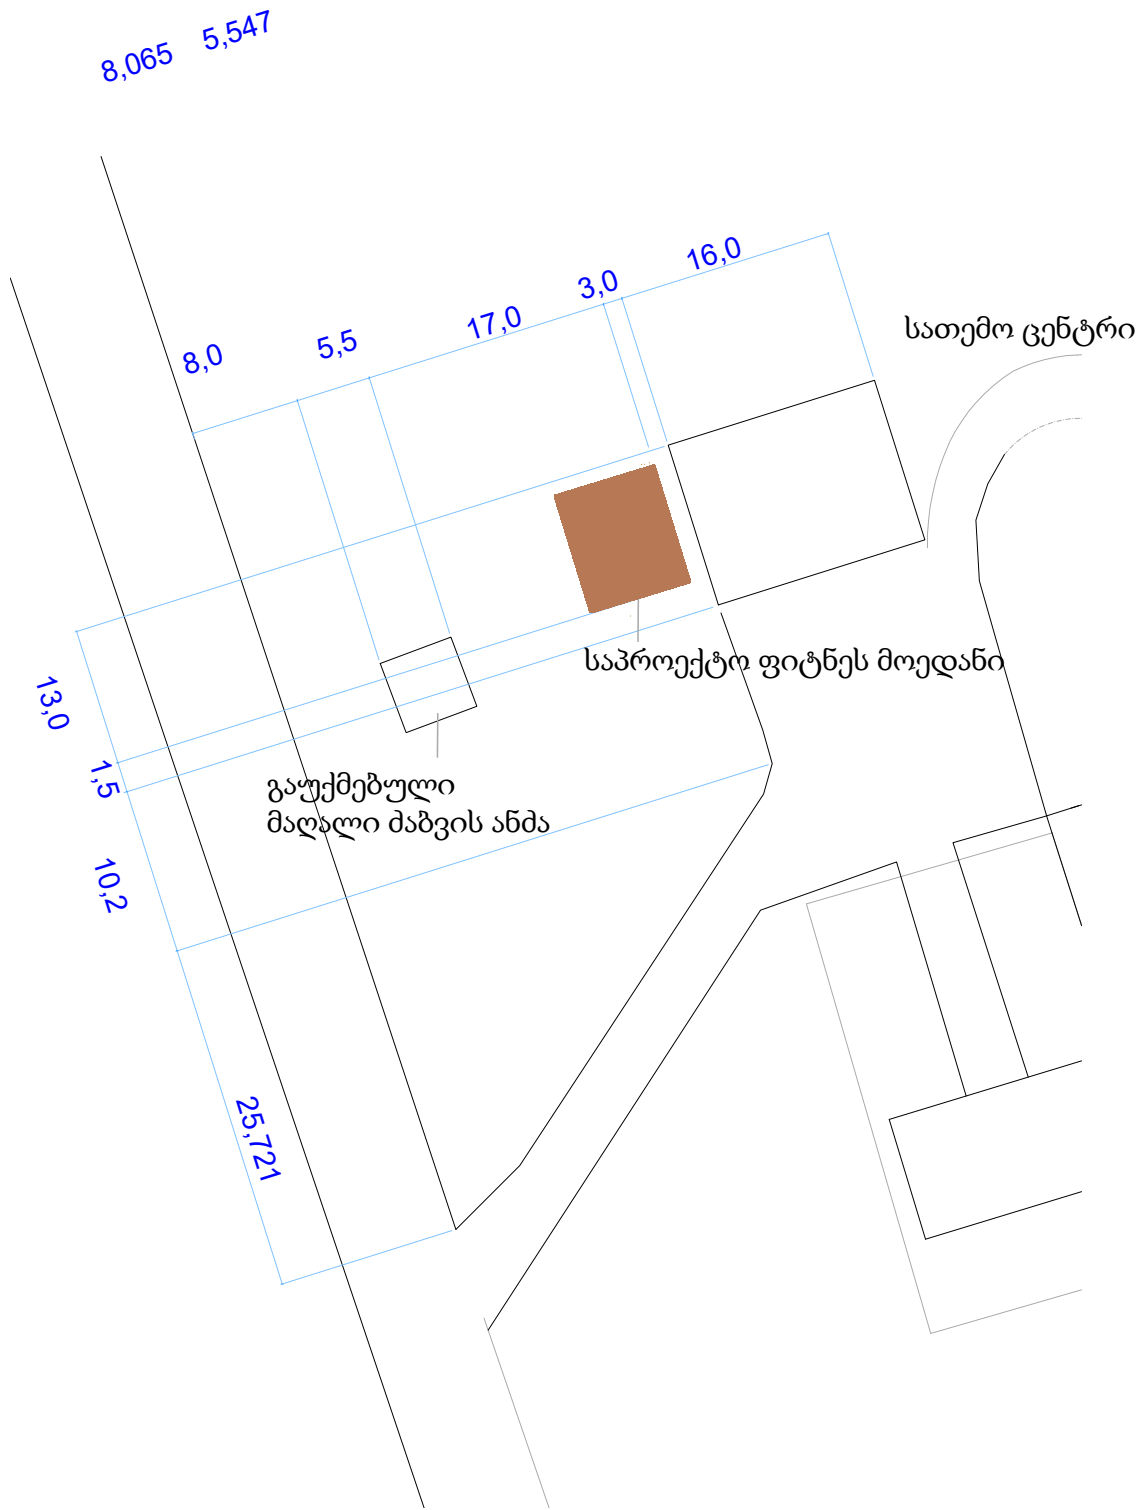 8,065
5,547
16,0
3,0
17,0
5,5
8,0
სათემო ცენტრი
საპროექტო ფიტნეს მოედანი
13,0
1,5
გაუქმებული
მაღალი ძაბვის ანძა
10,2
25,721